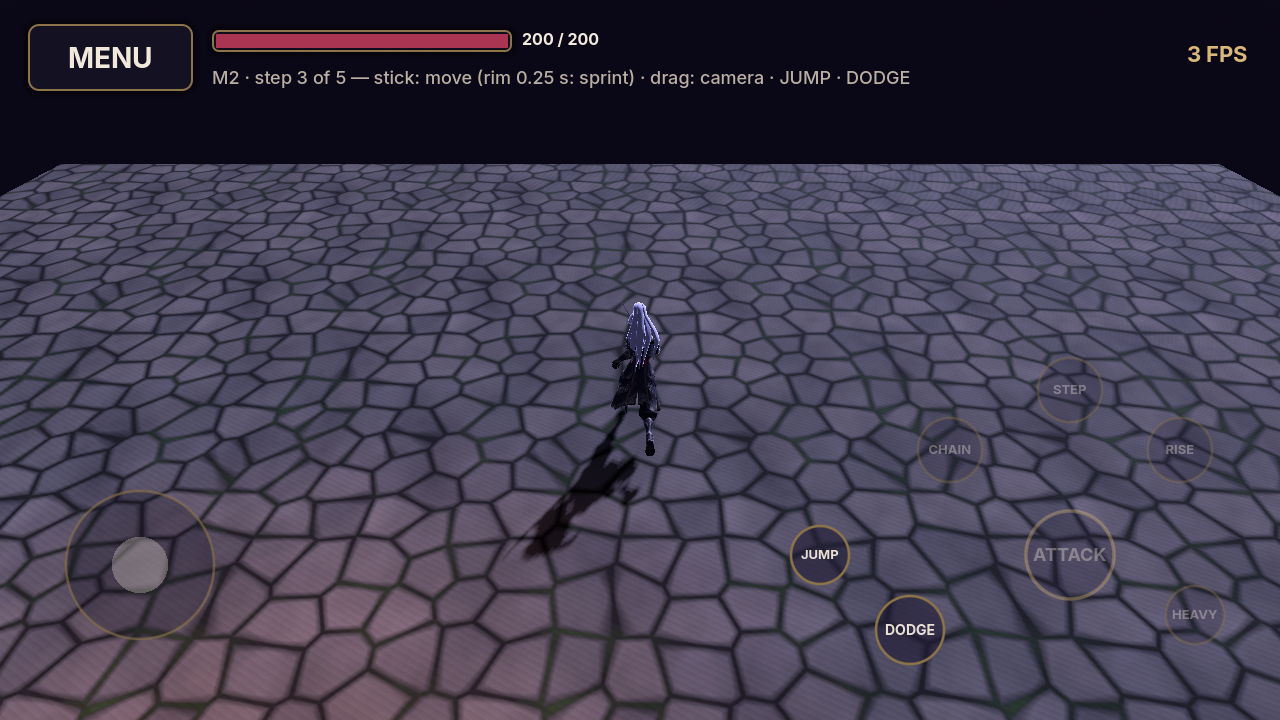 MENU
200 / 200
3 FPS
M2 · step 3 of 5 — stick: move (rim 0.25 s: sprint) · drag: camera · JUMP · DODGE
STEP
CHAIN
RISE
JUMP
ATTACK
HEAVY
DODGE